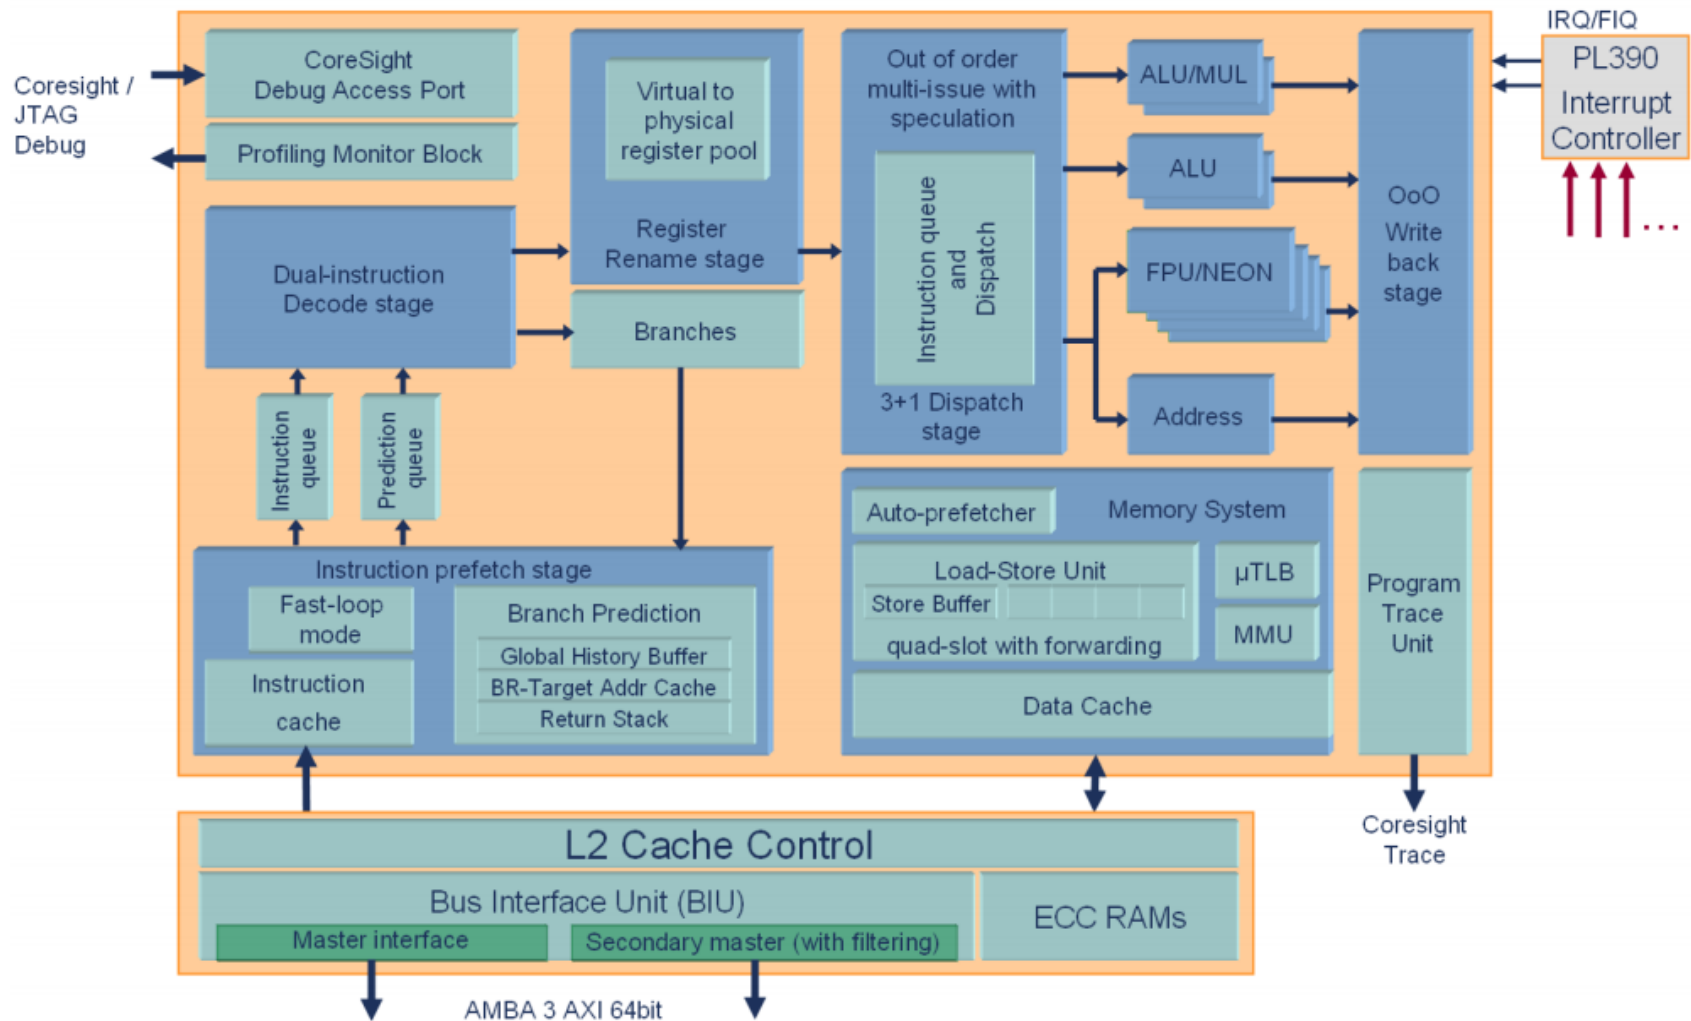 IRQ/FIQ
PL390
Interrupt
Controller
...
Coresight /
JTAG
Debug
CoreSight
Debug Access Port
Profiling Monitor Block
Dual-instruction
Decode stage
Virtual to
physical
register pool
Register
Rename stage
Branches
Out of order
multi-issue with
speculation
Instruction queue
and
Dispatch
3+1 Dispatch
stage
ALU/MUL
ALU
FPU/NEON
Address
OoO
Write
back
stage
Instruction
queue
Prediction
queue
Instruction prefetch stage
Fast-loop
mode
Instruction
cache
Branch Prediction
Global History Buffer
BR-Target Addr Cache
Return Stack
Auto-prefetcher
Memory System
Load-Store Unit
Store Buffer
quad-slot with forwarding
µTLB
MMU
Data Cache
Program
Trace
Unit
Coresight
Trace
L2 Cache Control
Bus Interface Unit (BIU)
Master interface
Secondary master (with filtering)
ECC RAMs
AMBA 3 AXI 64bit